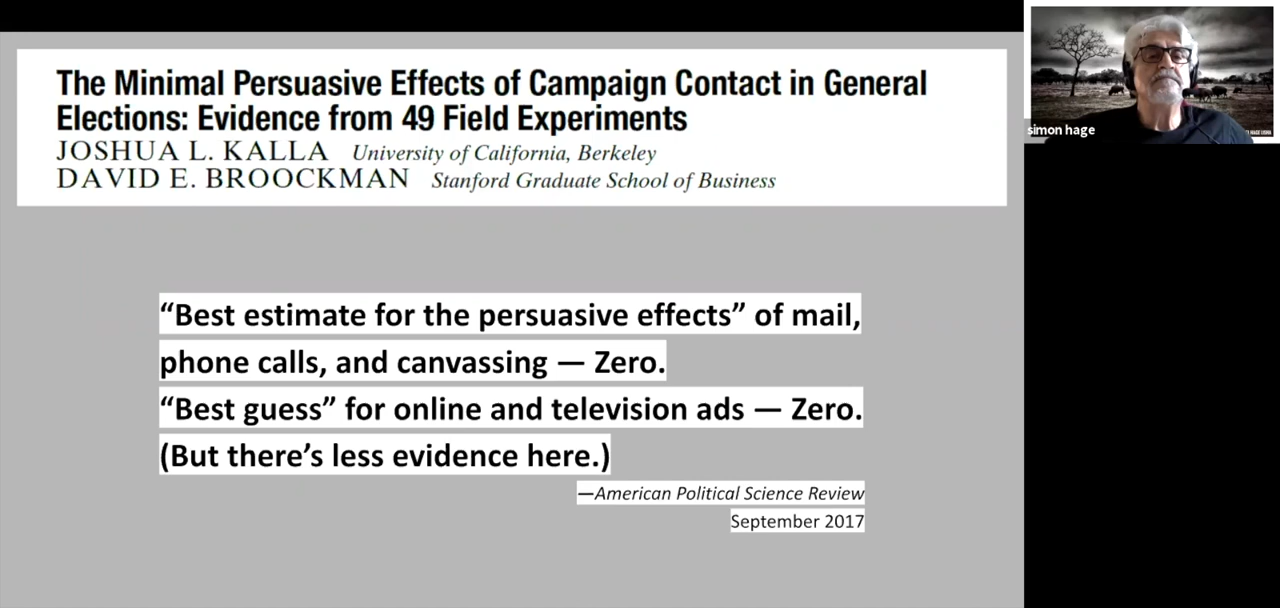 The Minimal Persuasive Effects of Campaign Contact in General
Elections: Evidence from 49 Field Experiments
JOSHUA L. KALLA University of California, Berkeley
DAVID E. BROOCKMAN Stanford Graduate School of Business
“Best estimate for the persuasive effects” of mail,
phone calls, and canvassing — Zero.
“Best guess” for online and television ads — Zero.
(But there’s less evidence here.)
—American Political Science Review
September 2017
simon hage